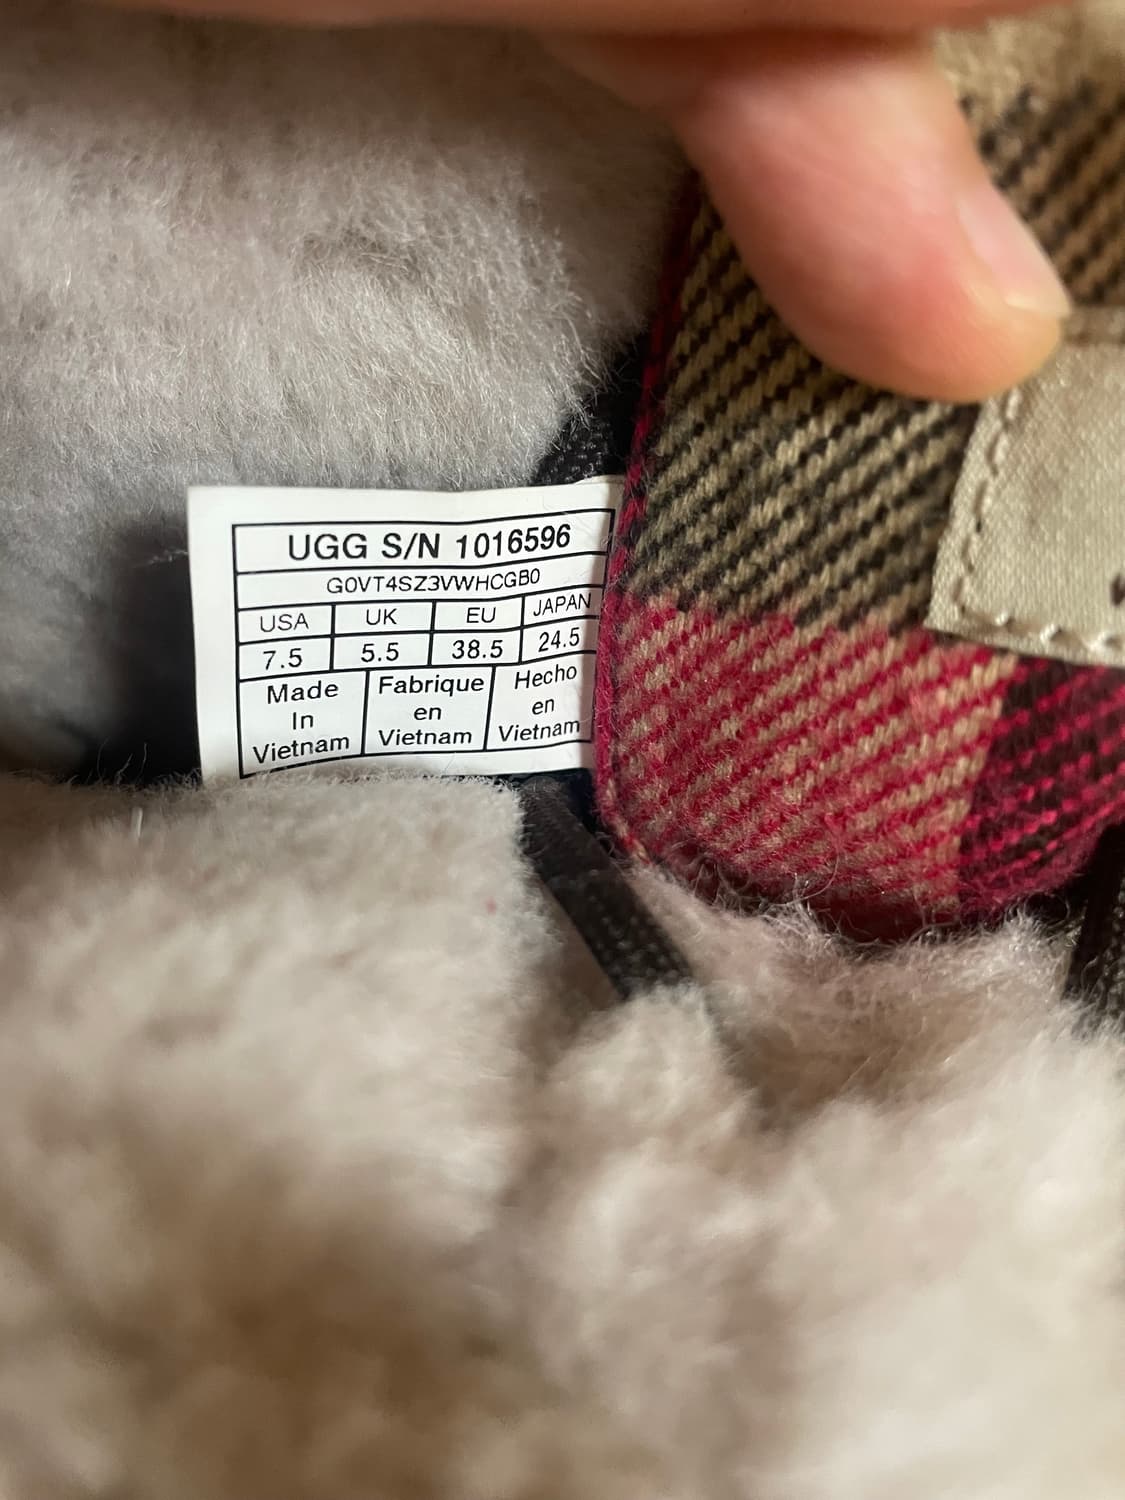 UGG S/N 1016596
G0VT4SZ3VWHCGB0
USA UK EU JAPAN
7.5 5.5 38.5 24.5
Made In Vietnam
Fabrique en Vietnam
Hecho en Vietnam